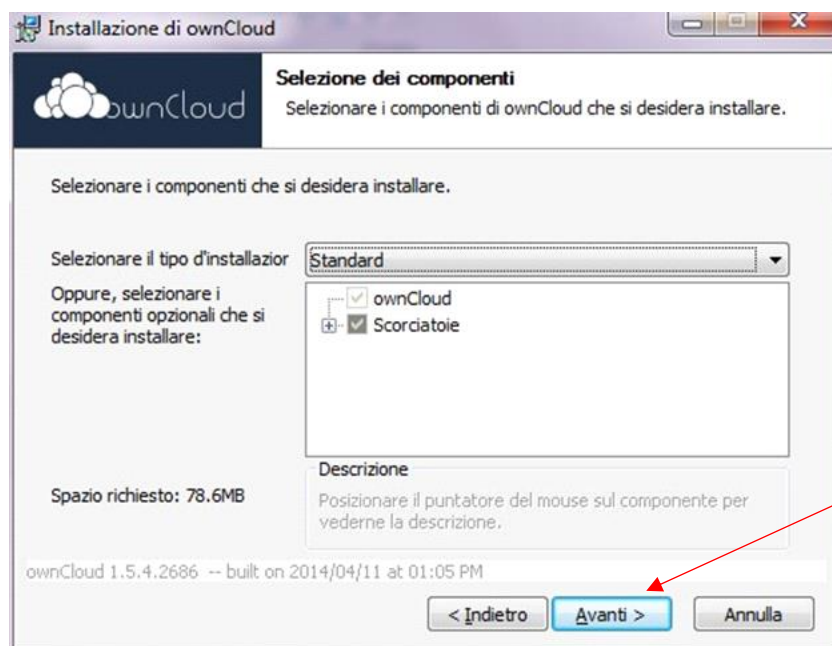 Installazione di ownCloud
ownCloud
Selezione dei componenti
Selezionare i componenti di ownCloud che si desidera installare.
Selezionare i componenti che si desidera installare.
Selezionare il tipo d'installazior
Standard
Oppure, selezionare i
componenti opzionali che si
desidera installare:
ownCloud
Scorciatoie
Spazio richiesto: 78.6MB
Descrizione
Posizionare il puntatore del mouse sul componente per
vederne la descrizione.
ownCloud 1.5.4.2686 -- built on 2014/04/11 at 01:05 PM
< Indietro
Avanti >
Annulla